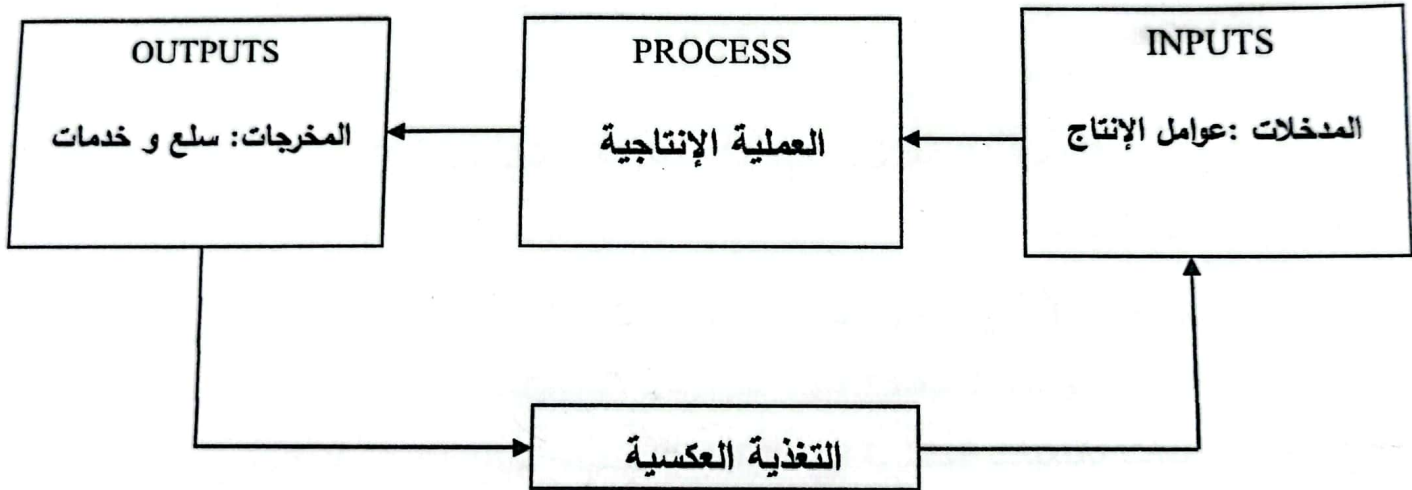 INPUTS
المدخلات :عوامل الإنتاج
PROCESS
العملية الإنتاجية
OUTPUTS
المخرجات: سلع و خدمات
التغذية العكسية